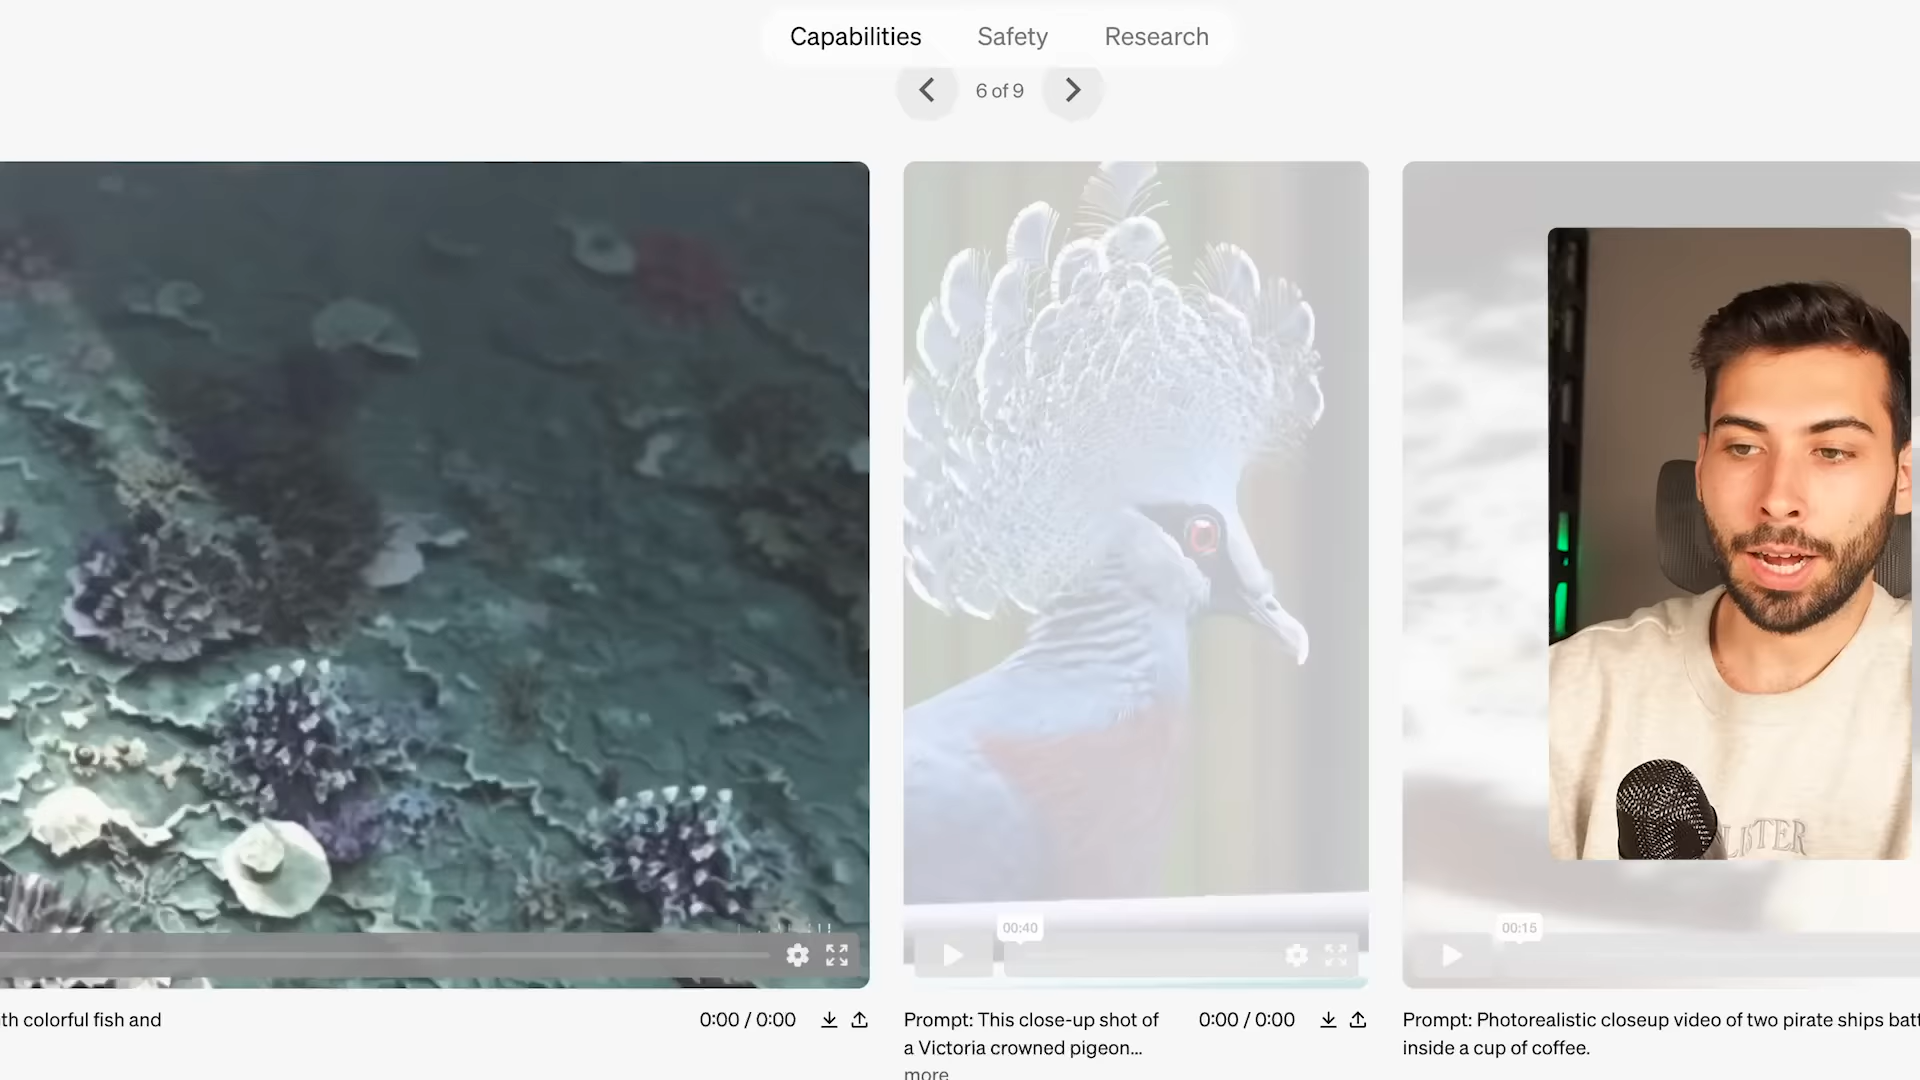 Capabilities Safety Research
6 of 9
00:40
00:15
th colorful fish and
0:00 / 0:00
Prompt: This close-up shot of
a Victoria crowned pigeon...
more
0:00 / 0:00
Prompt: Photorealistic closeup video of two pirate ships batt
inside a cup of coffee.